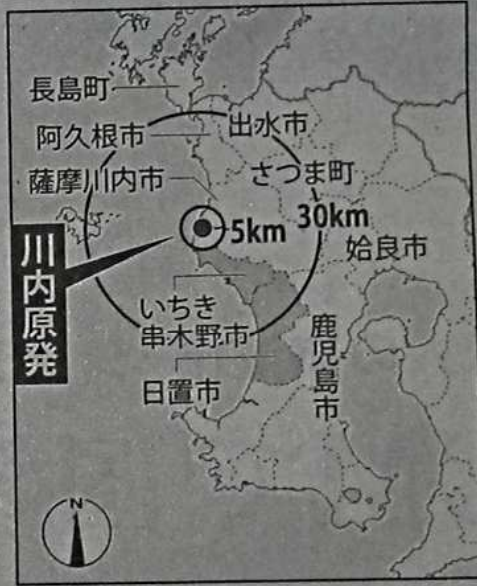 長島町
阿久根市
出水市
薩摩川内市
さつま町
5km
30km
川内原発
姶良市
いちき
串木野市
鹿児島市
日置市
N